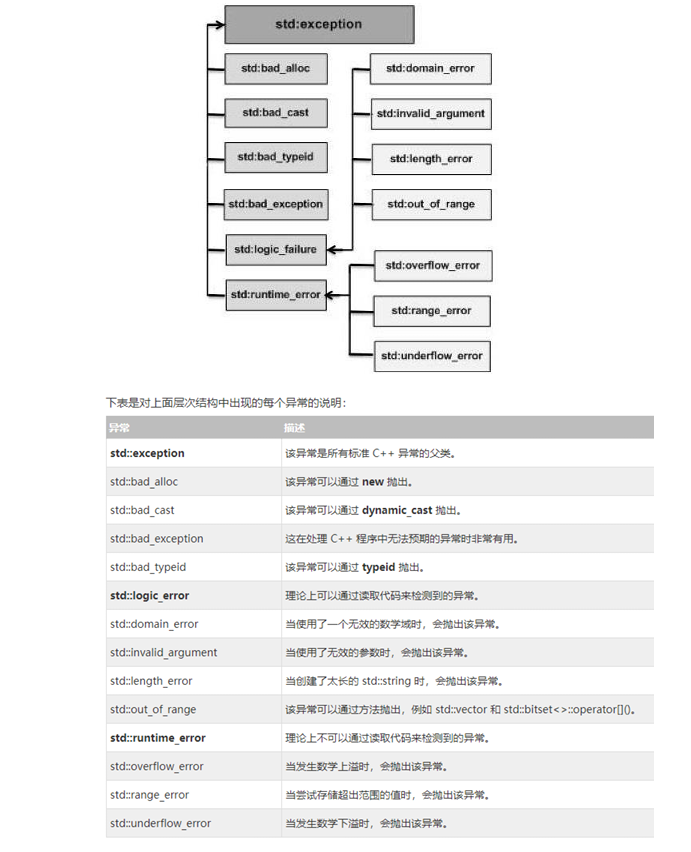 std:exception
std:bad_alloc
std:bad_cast
std:bad_typeid
std:bad_exception
std:logic_failure
std:runtime_error
std:domain_error
std:invalid_argument
std:length_error
std:out_of_range
std:overflow_error
std:range_error
std:underflow_error
下表是对上面层次结构中出现的每个异常的说明：
异常 描述
std::exception 该异常是所有标准 C++ 异常的父类。
std::bad_alloc 该异常可以通过 new 抛出。
std::bad_cast 该异常可以通过 dynamic_cast 抛出。
std::bad_exception 这在处理 C++ 程序中无法预期的异常时非常有用。
std::bad_typeid 该异常可以通过 typeid 抛出。
std::logic_error 理论上可以通过读取代码来检测到的异常。
std::domain_error 当使用了一个无效的数学域时，会抛出该异常。
std::invalid_argument 当使用了无效的参数时，会抛出该异常。
std::length_error 当创建了太长的 std::string 时，会抛出该异常。
std::out_of_range 该异常可以通过方法抛出，例如 std::vector 和 std::bitset<>::operator[]()。
std::runtime_error 理论上不可以通过读取代码来检测到的异常。
std::overflow_error 当发生数学上溢时，会抛出该异常。
std::range_error 当尝试存储超出范围的值时，会抛出该异常。
std::underflow_error 当发生数学下溢时，会抛出该异常。